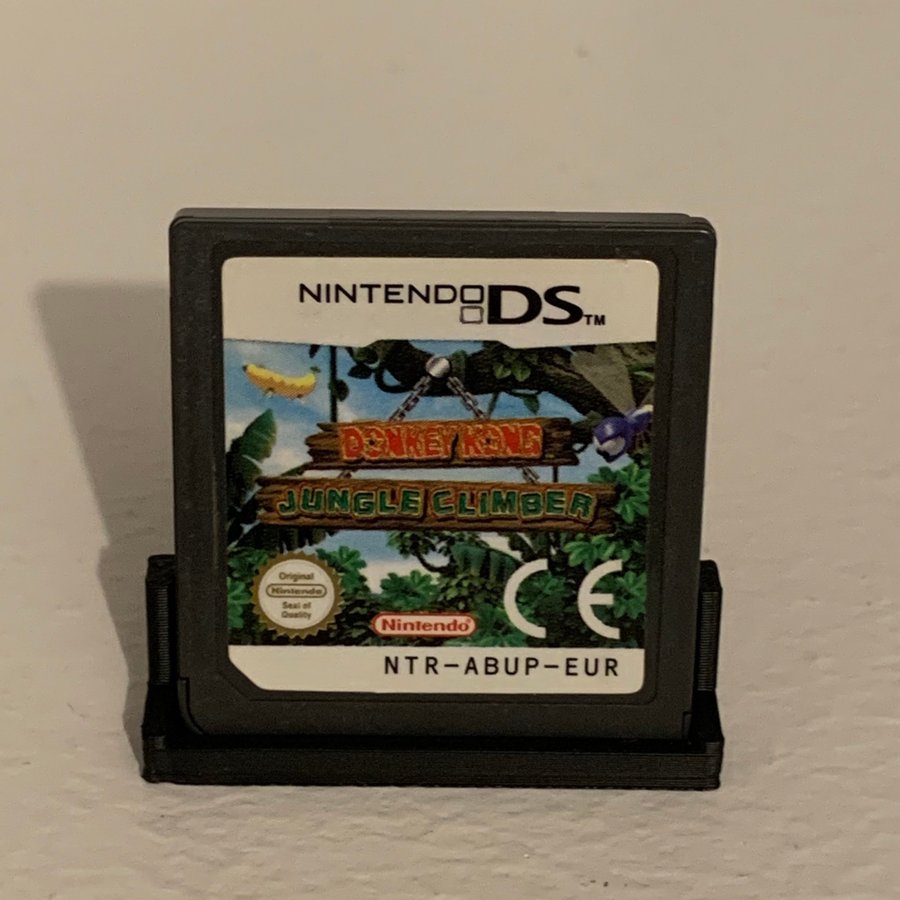 NINTENDO DS™
DONKEY KONG
JUNGLE CLIMBER
Original
Nintendo
Seal of
Quality
Nintendo®
CE
NTR-ABUP-EUR